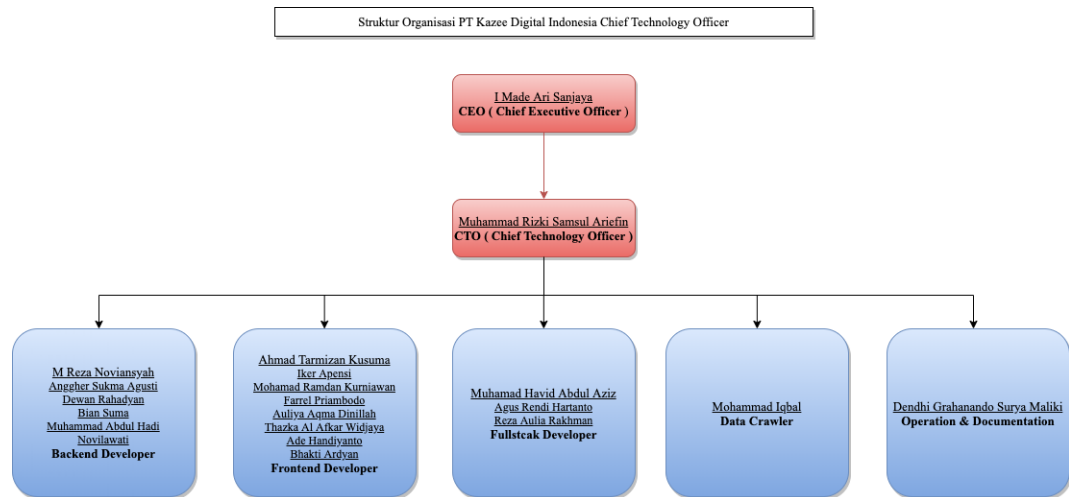 Struktur Organisasi PT Kazee Digital Indonesia Chief Technology Officer
I Made Ari Sanjaya
CEO ( Chief Executive Officer )
Muhammad Rizki Samsul Ariefin
CTO ( Chief Technology Officer )
M Reza Noviansyah
Anggher Sukma Agusti
Dewan Rahadyan
Bian Suma
Muhammad Abdul Hadi
Novilawati
Backend Developer
Ahmad Tarmizan Kusuma
Iker Apensi
Mohamad Ramdan Kurniawan
Farrel Priambodo
Auliya Aqma Dinillah
Thazka Al Afkar Widjaya
Ade Handiyanto
Bhakti Ardyan
Frontend Developer
Muhamad Havid Abdul Aziz
Agus Rendi Hartanto
Reza Aulia Rakhman
Fullstcak Developer
Mohammad Iqbal
Data Crawler
Dendhi Grahanando Surya Maliki
Operation & Documentation